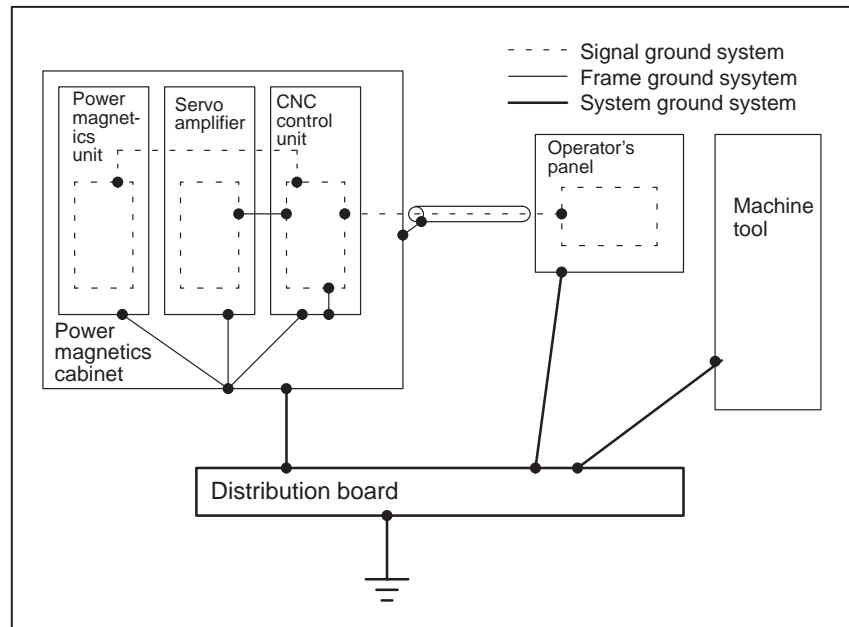 Signal ground system
Frame ground sysytem
System ground system
Power
magnet-
ics
unit
Servo
amplifier
CNC
control
unit
Operator's
panel
Machine
tool
Power
magnetics
cabinet
Distribution board